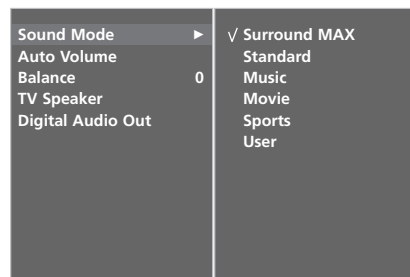 Sound Mode ►
Auto Volume
Balance 0
TV Speaker
Digital Audio Out
√ Surround MAX
Standard
Music
Movie
Sports
User